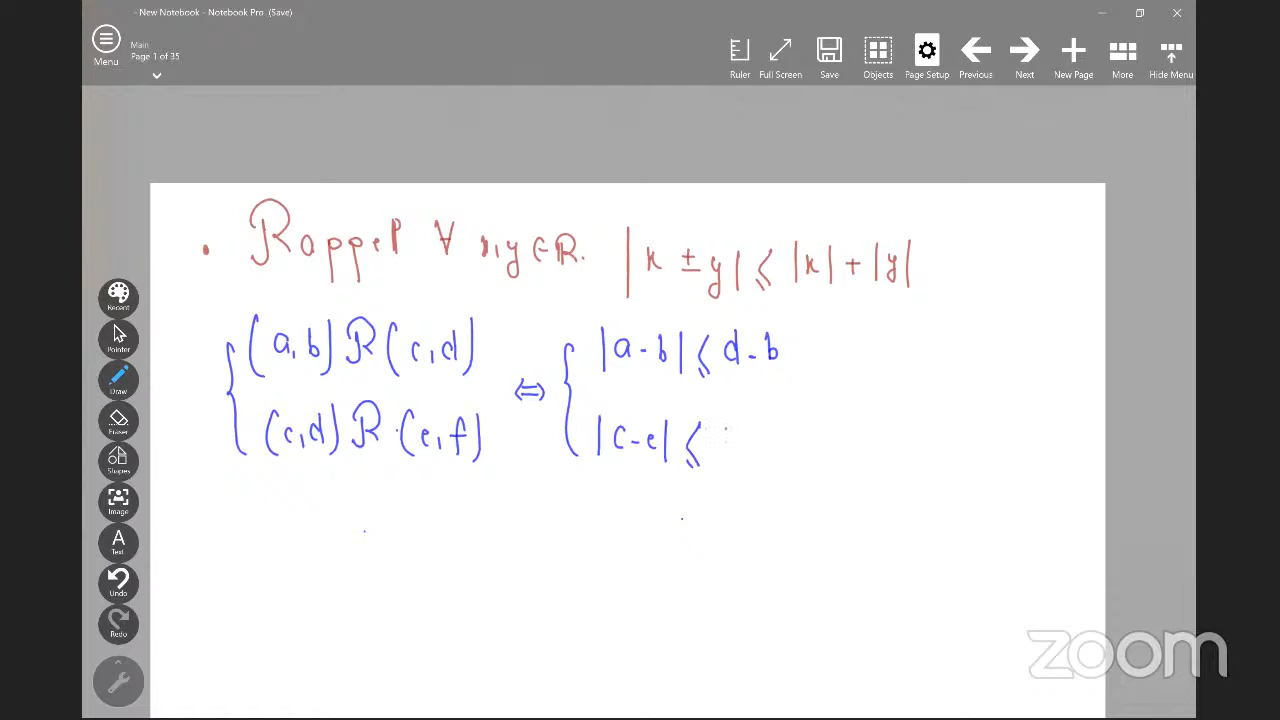 - New Notebook - Notebook Pro (Save)
Menu
Main
Page 1 of 35
Ruler
Full Screen
Save
Objects
Page Setup
Previous
Next
New Page
More
Hide Menu
• Rappel ∀ x,y ∈ ℝ. |x ± y| ⩽ |x| + |y|
{ (a,b) ℛ (c,d) ⇔ { |a - b| ⩽ d - b
(c,d) ℛ (e,f) |c - e| ⩽
Recent
Pointer
Draw
Eraser
Shapes
Image
A
Text
Undo
Redo
zoom